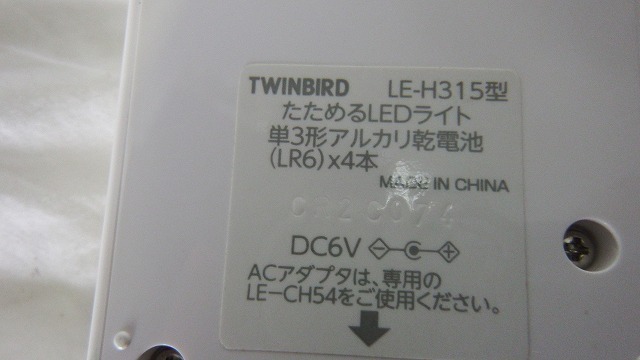 TWINBIRD LE-H315型
たためるLEDライト
単3形アルカリ乾電池
(LR6)x4本
MADE IN CHINA
DC6V
ACアダプタは、専用の
LE-CH54をご使用ください。